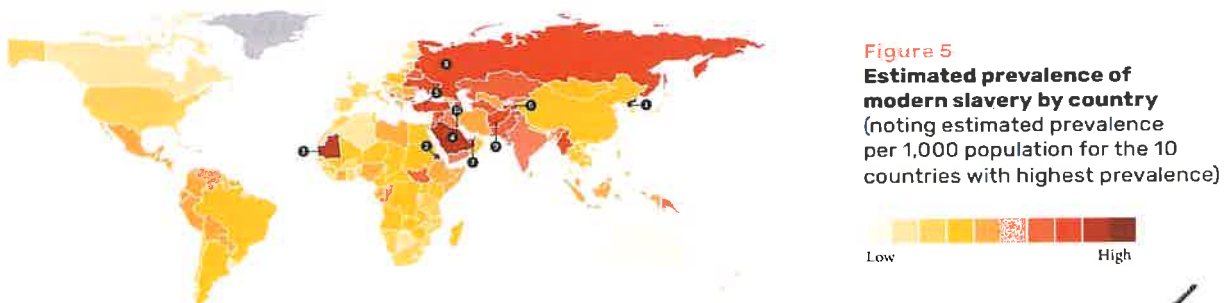 Figure 5
Estimated prevalence of
modern slavery by country
(noting estimated prevalence
per 1,000 population for the 10
countries with highest prevalence)
Low
High